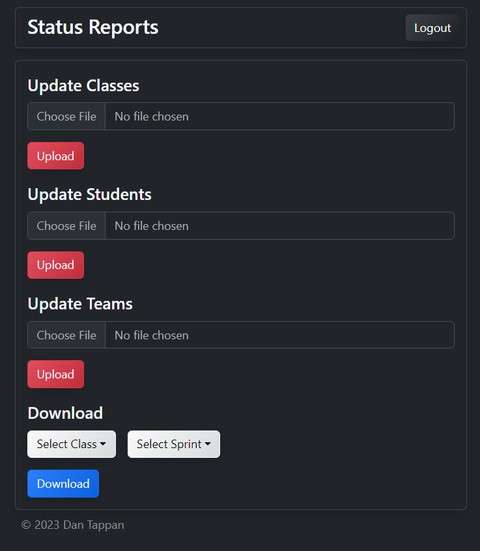 Status Reports Logout
Update Classes
Choose File No file chosen
Upload
Update Students
Choose File No file chosen
Upload
Update Teams
Choose File No file chosen
Upload
Download
Select Class Select Sprint
Download
© 2023 Dan Tappan